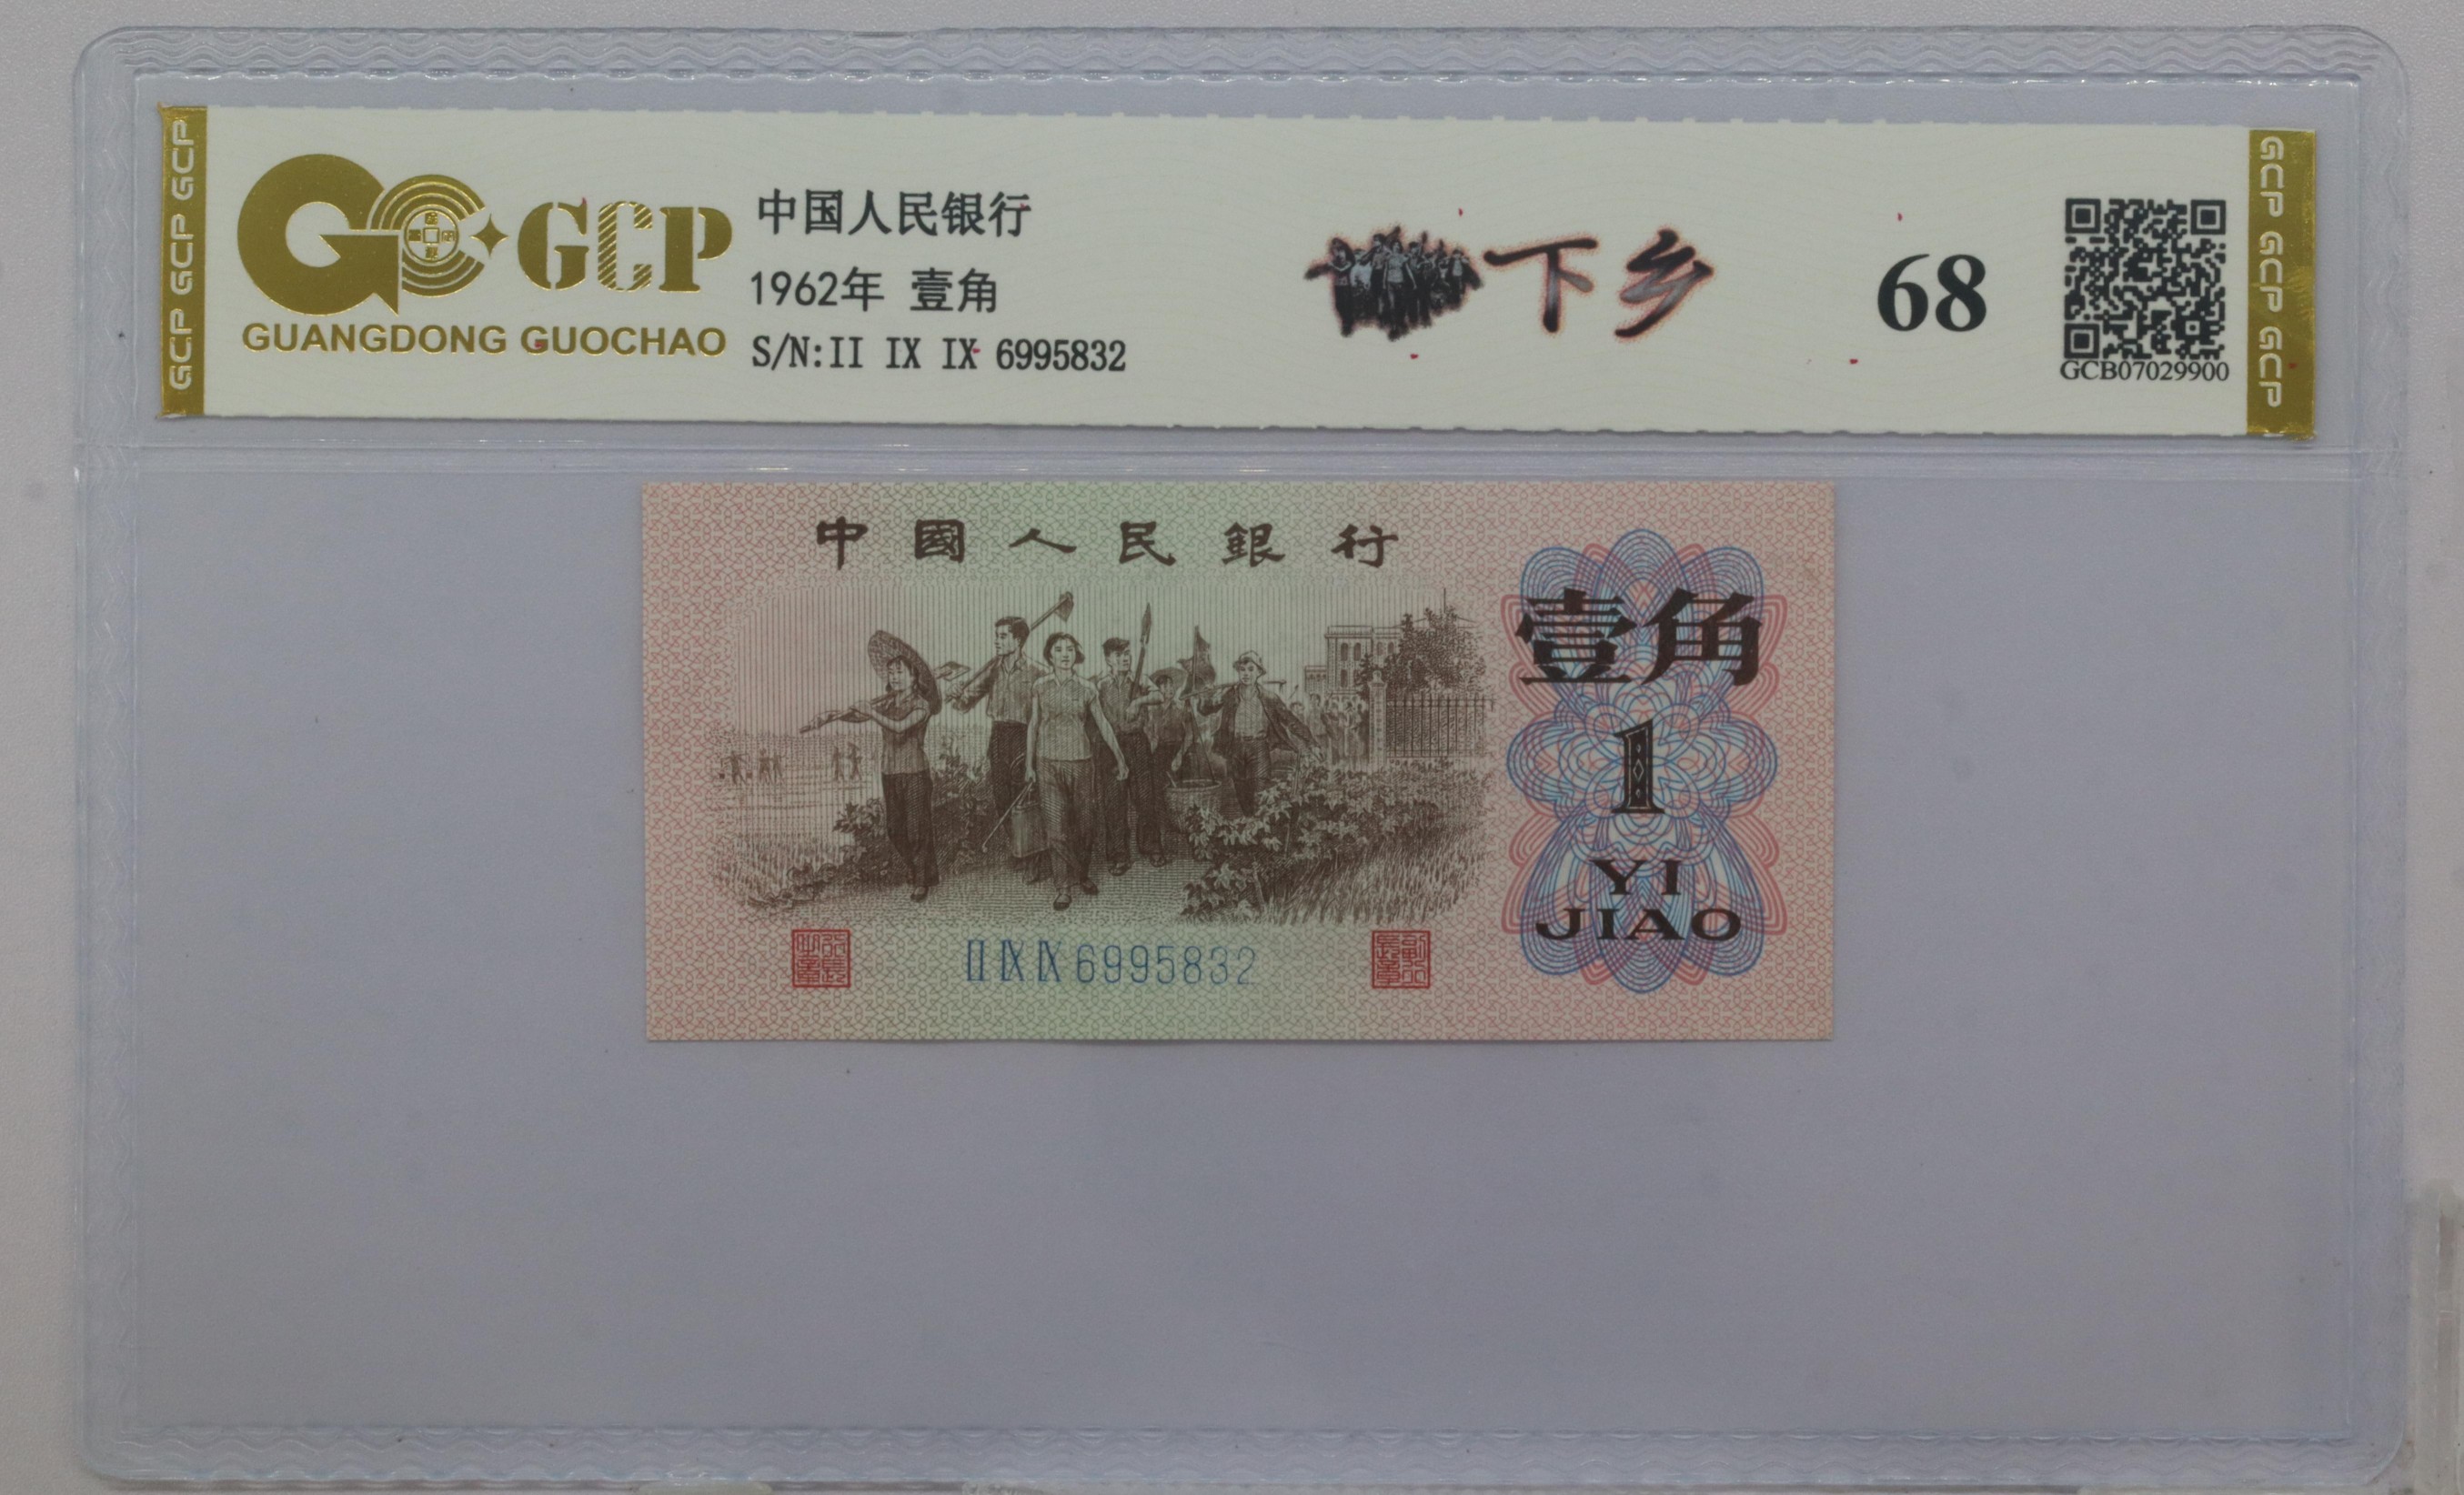 GCP GCP GCP
GCP
GUANGDONG GUOCHAO
中国人民银行
1962年 壹角
S/N:II IX IX 6995832
下乡
68
GCB07029900
GCP GCP GCP
中國人民銀行
壹角
1
YI
JIAO
II IX IX 6995832